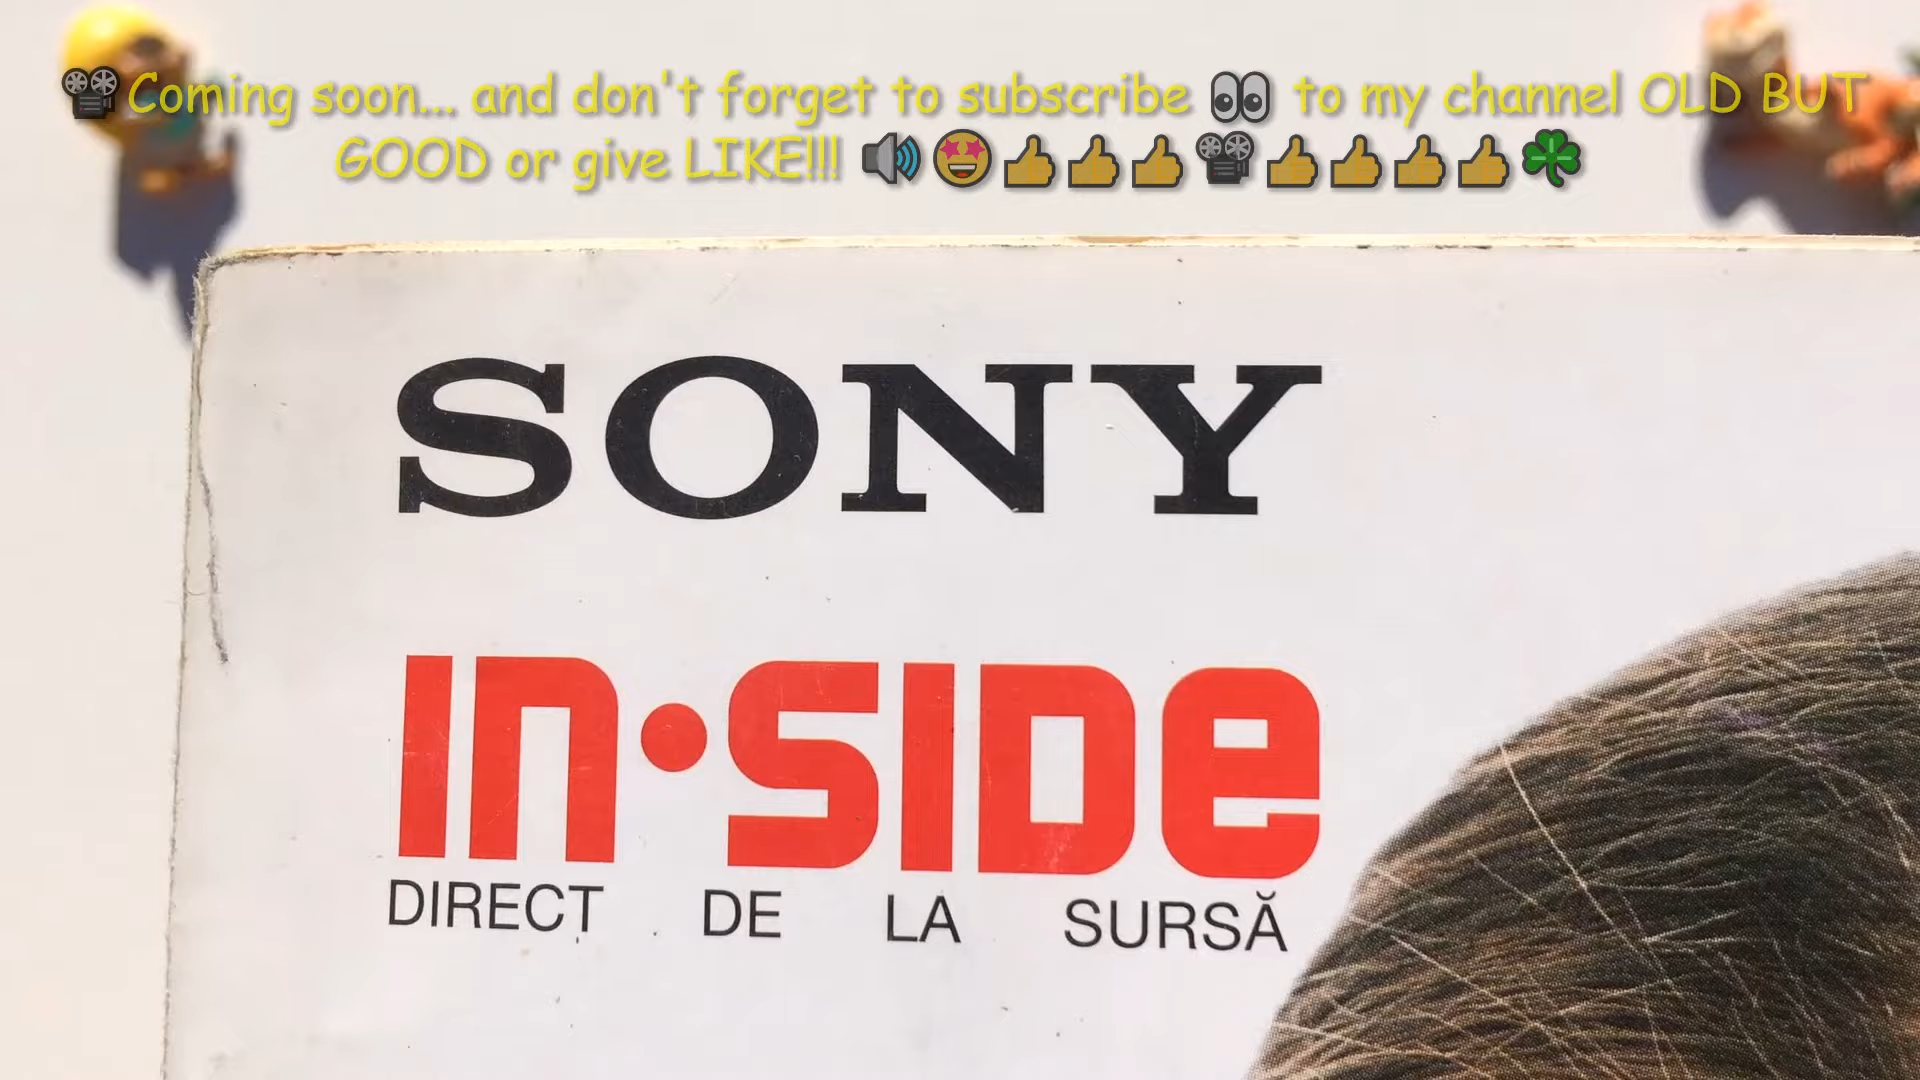 🎥Coming soon... and don't forget to subscribe 👀 to my channel OLD BUT
GOOD or give LIKE!!! 🔊🤩👍👍👍🎥👍👍👍👍☘️
SONY
IN·SIDE
DIRECT DE LA SURSĂ